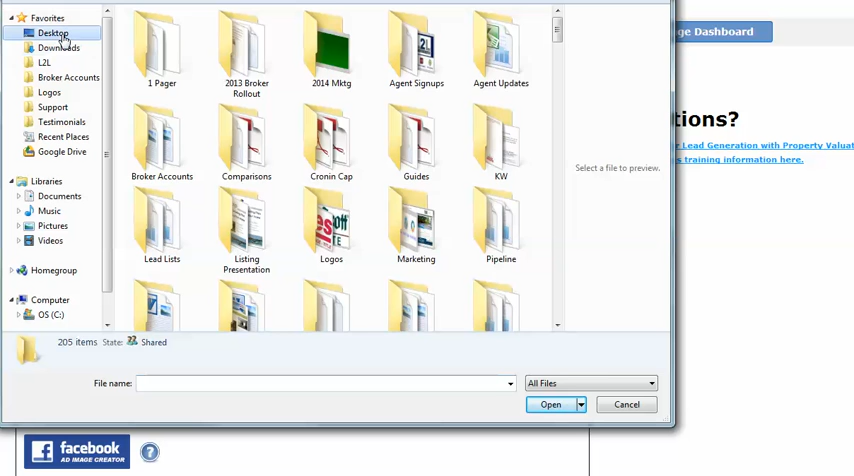 Favorites
Desktop
Downloads
L2L
Broker Accounts
Logos
Support
Testimonials
Recent Places
Google Drive
Libraries
Documents
Music
Pictures
Videos
Homegroup
Computer
OS (C:)
1 Pager
2013 Broker
Rollout
2014 Mktg
Agent Signups
Agent Updates
Broker Accounts
Comparisons
Cronin Cap
Guides
KW
Lead Lists
Listing
Presentation
Logos
Marketing
Pipeline
Select a file to preview.
205 items State: Shared
File name:
All Files
Open
Cancel
ge Dashboard
tions?
r Lead Generation with Property Valuat
s training information here.
facebook
AD IMAGE CREATOR
?